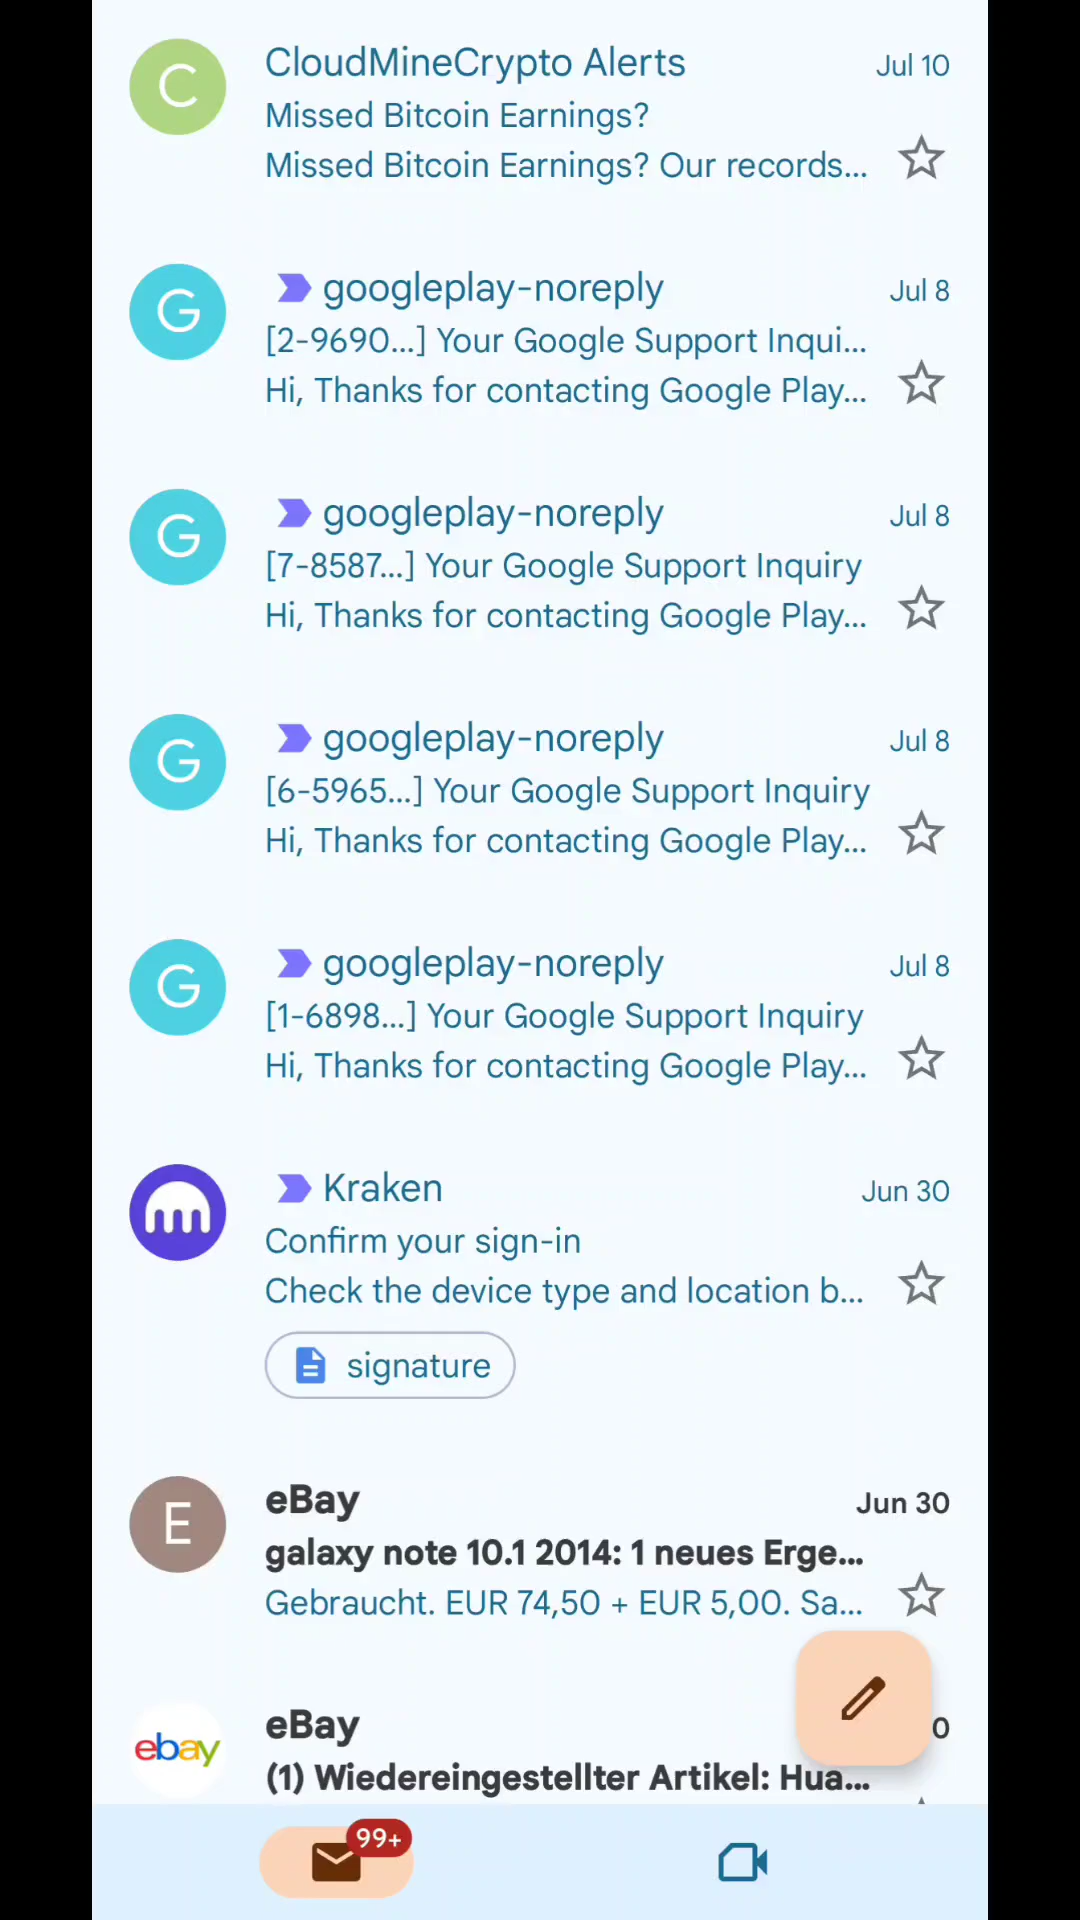 C
CloudMineCrypto Alerts
Jul 10
Missed Bitcoin Earnings?
Missed Bitcoin Earnings? Our records...
G
googleplay-noreply
Jul 8
[2-9690...] Your Google Support Inqui...
Hi, Thanks for contacting Google Play...
G
googleplay-noreply
Jul 8
[7-8587...] Your Google Support Inquiry
Hi, Thanks for contacting Google Play...
G
googleplay-noreply
Jul 8
[6-5965...] Your Google Support Inquiry
Hi, Thanks for contacting Google Play...
G
googleplay-noreply
Jul 8
[1-6898...] Your Google Support Inquiry
Hi, Thanks for contacting Google Play...
Kraken
Jun 30
Confirm your sign-in
Check the device type and location b...
signature
E
eBay
Jun 30
galaxy note 10.1 2014: 1 neues Erge...
Gebraucht. EUR 74,50 + EUR 5,00. Sa...
ebay
eBay
0
(1) Wiedereingestellter Artikel: Hua...
99+